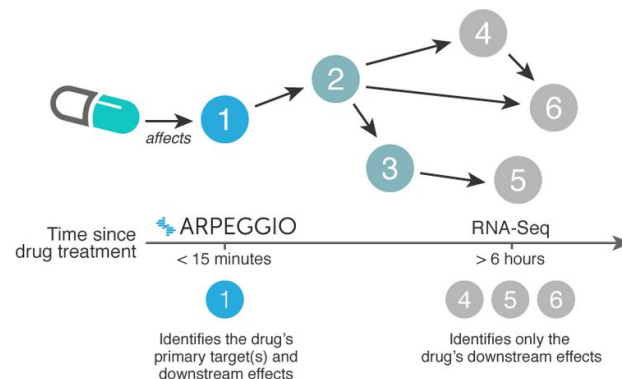 4
2
6
1
affects
3
5
Time since
drug treatment
ARPEGGIO
RNA-Seq
< 15 minutes
> 6 hours
1
4 5 6
Identifies the drug's
primary target(s) and
downstream effects
Identifies only the
drug's downstream effects